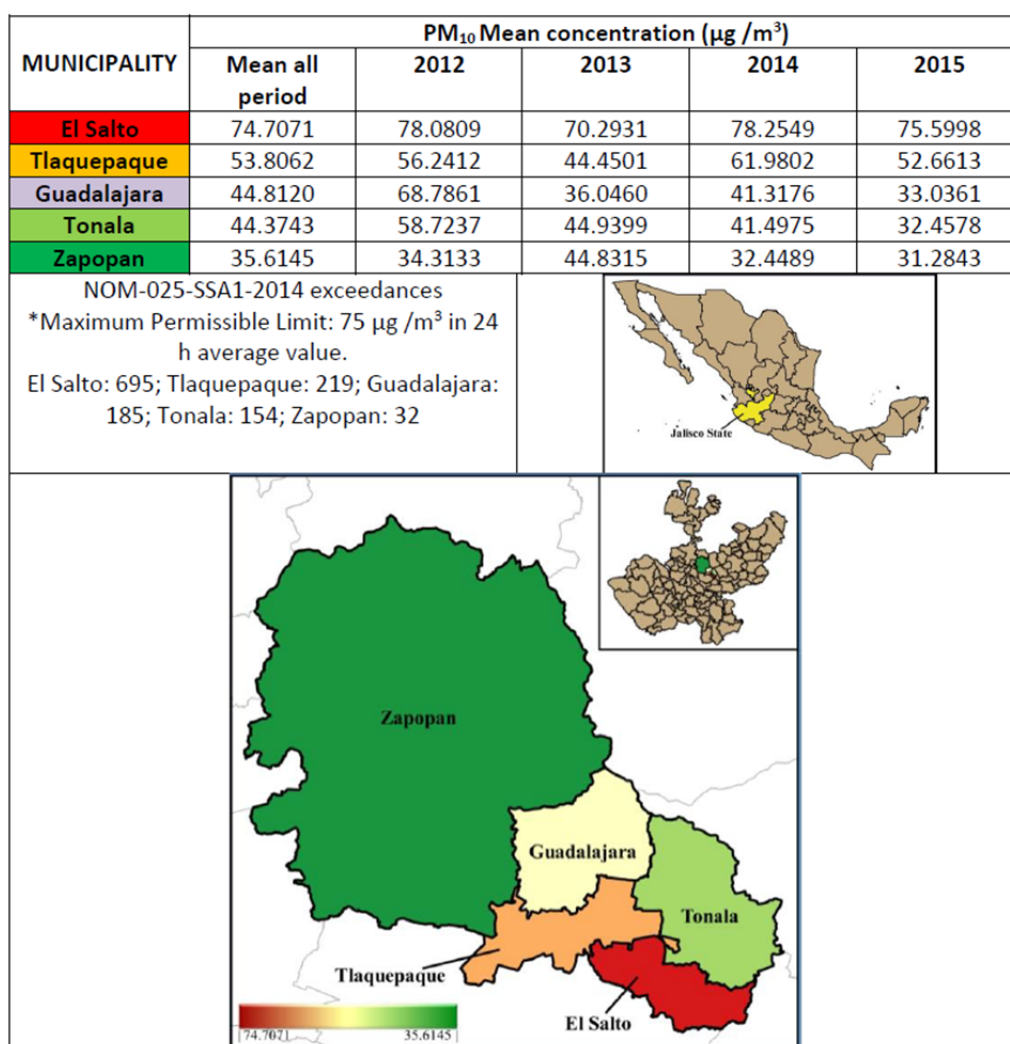 MUNICIPALITY
PM₁₀ Mean concentration (µg /m³)
Mean all period 2012 2013 2014 2015
El Salto 74.7071 78.0809 70.2931 78.2549 75.5998
Tlaquepaque 53.8062 56.2412 44.4501 61.9802 52.6613
Guadalajara 44.8120 68.7861 36.0460 41.3176 33.0361
Tonala 44.3743 58.7237 44.9399 41.4975 32.4578
Zapopan 35.6145 34.3133 44.8315 32.4489 31.2843
NOM-025-SSA1-2014 exceedances
*Maximum Permissible Limit: 75 µg /m³ in 24
h average value.
El Salto: 695; Tlaquepaque: 219; Guadalajara:
185; Tonala: 154; Zapopan: 32
Jalisco State
Zapopan
Guadalajara
Tonala
Tlaquepaque
El Salto
74.7071 35.6145